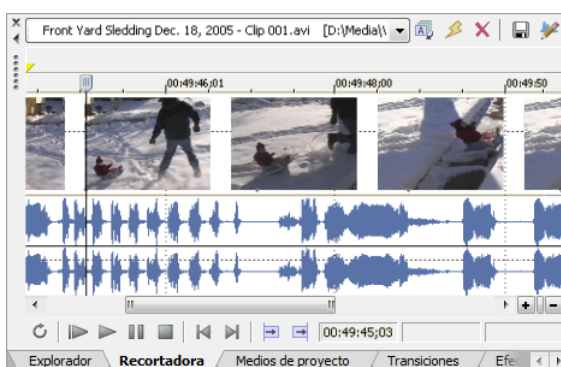 Front Yard Sledding Dec. 18, 2005 - Clip 001.avi [D:\Media\
00:49:46;01 00:49:48;00 00:49:50
00:49:45;03
Explorador Recortadora Medios de proyecto Transiciones Efe